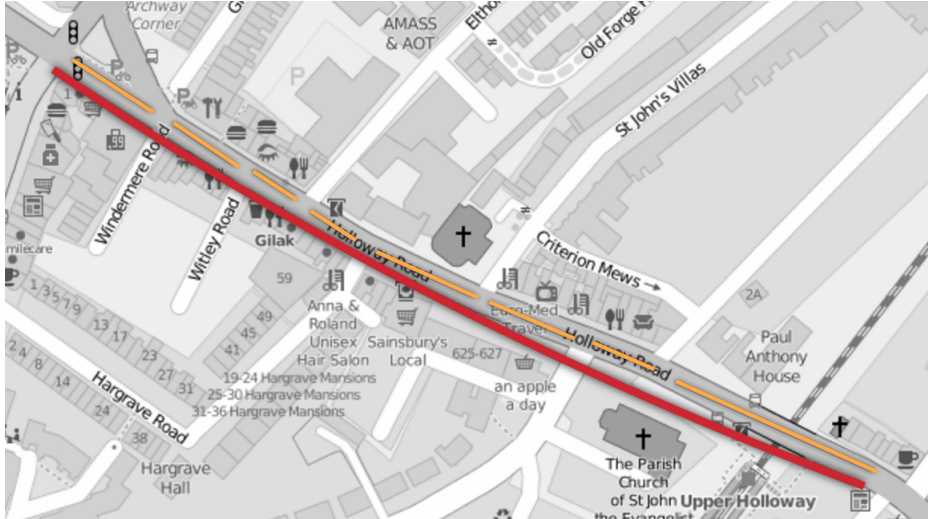 Archway
Corner
AMASS
& AOT
Old Forge
St John's Villas
1
Windermere Road
Witley Road
Gilak
milecare
Holloway Road
Criterion Mews
59
2A
Anna &
Roland
Unisex
Hair Salon
Sainsbury's
Local
Euro-Med
Travel
Holloway Road
Paul
Anthony
House
1
3
5
7
9
13
17
23
27
31
49
45
41
625-627
an apple
a day
2
4
8
14
24
38
19-24 Hargrave Mansions
25-30 Hargrave Mansions
31-36 Hargrave Mansions
Hargrave Road
Hargrave
Hall
The Parish
Church
of St John
the Evangelist
Upper Holloway